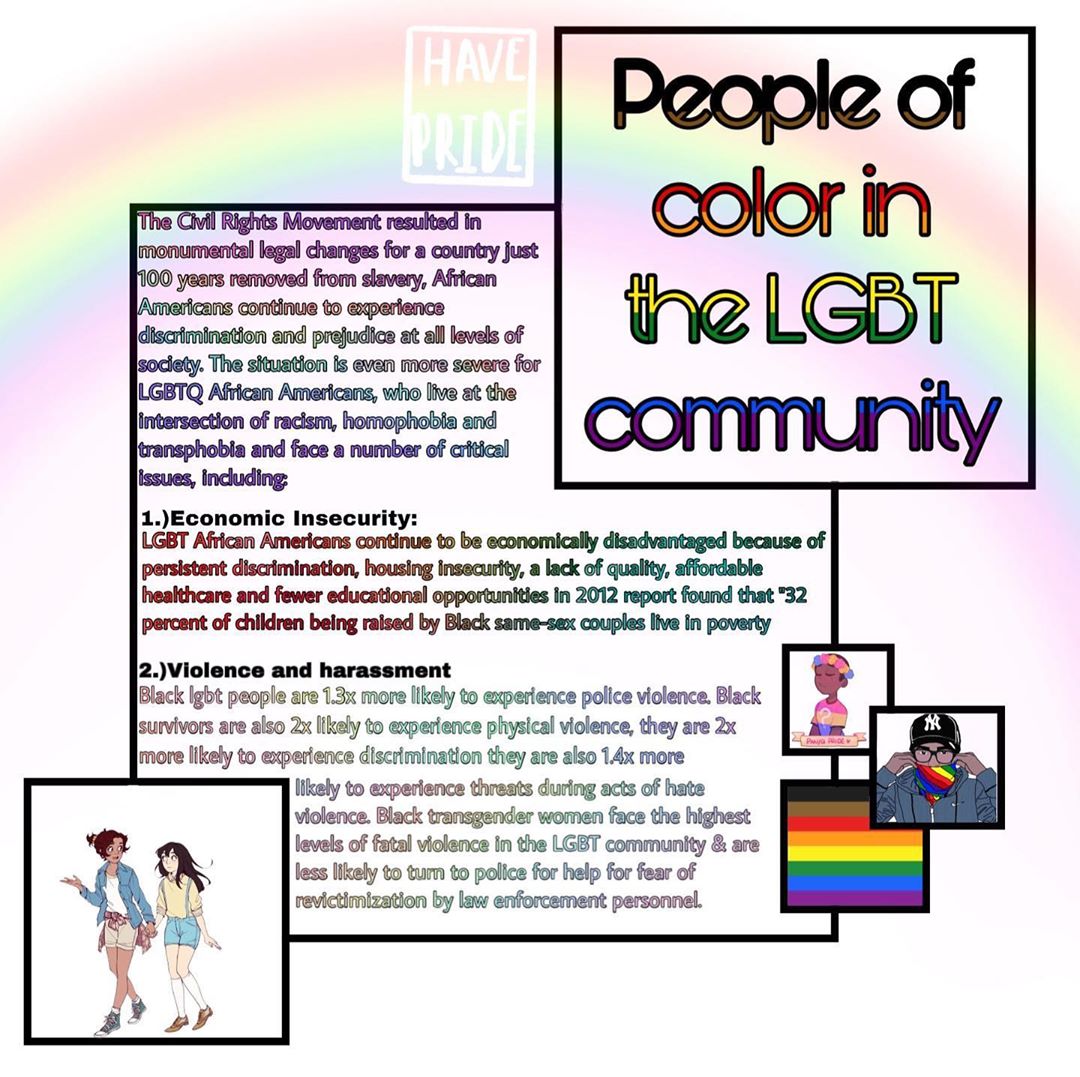 HAVE
PRIDE
People of
color in
the LGBT
community
The Civil Rights Movement resulted in
monumental legal changes for a country just
100 years removed from slavery, African
Americans continue to experience
discrimination and prejudice at all levels of
society. The situation is even more severe for
LGBTQ African Americans, who live at the
intersection of racism, homophobia and
transphobia and face a number of critical
issues, including:
1.)Economic Insecurity:
LGBT African Americans continue to be economically disadvantaged because of
persistent discrimination, housing insecurity, a lack of quality, affordable
healthcare and fewer educational opportunities in 2012 report found that "32
percent of children being raised by Black same-sex couples live in poverty
2.)Violence and harassment
Black lgbt people are 1.3x more likely to experience police violence. Black
survivors are also 2x likely to experience physical violence, they are 2x
more likely to experience discrimination they are also 1.4x more
likely to experience threats during acts of hate
violence. Black transgender women face the highest
levels of fatal violence in the LGBT community & are
less likely to turn to police for help for fear of
revictimization by law enforcement personnel.
PRIDE
NY